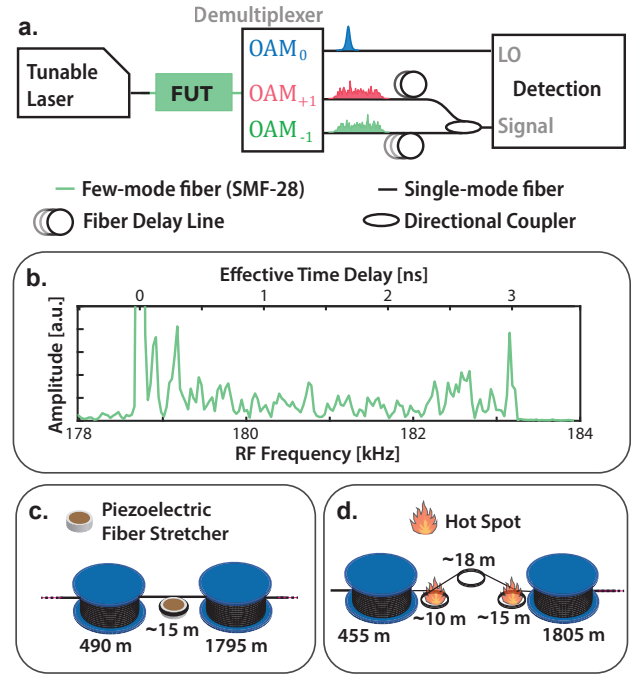 a.
Demultiplexer
Tunable
Laser
FUT
OAM0
OAM+1
OAM-1
LO
Detection
Signal
Few-mode fiber (SMF-28)
Single-mode fiber
Fiber Delay Line
Directional Coupler
b.
Effective Time Delay [ns]
0 1 2 3
Amplitude [a.u.]
178 180 182 184
RF Frequency [kHz]
c.
Piezoelectric
Fiber Stretcher
~15 m
490 m
1795 m
d.
Hot Spot
~18 m
~10 m
~15 m
455 m
1805 m